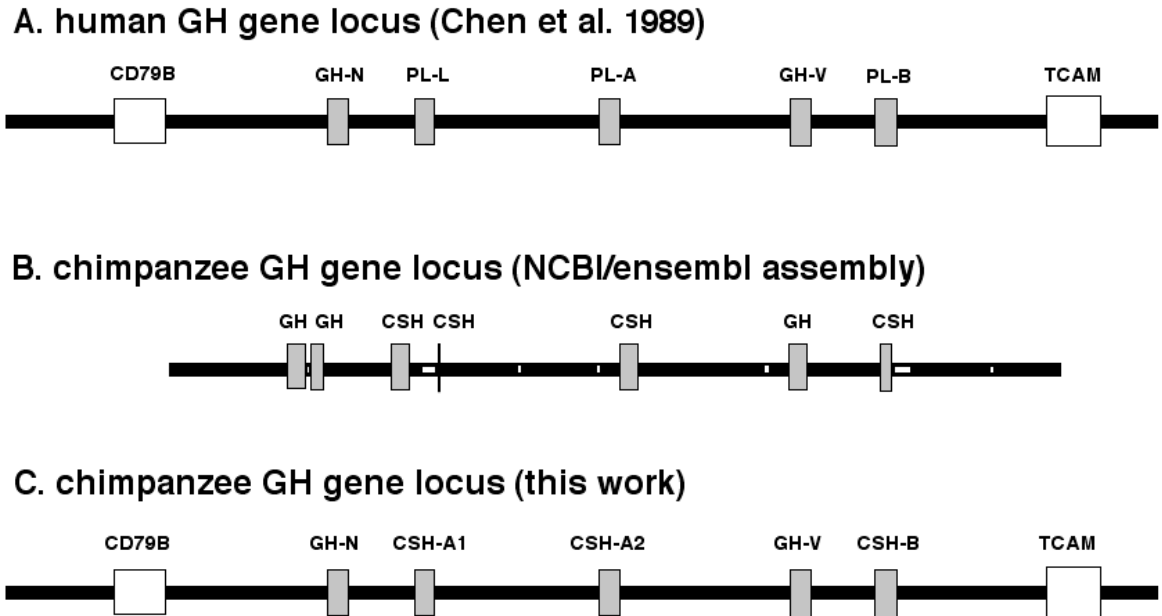 A. human GH gene locus (Chen et al. 1989)
CD79B GH-N PL-L PL-A GH-V PL-B TCAM
B. chimpanzee GH gene locus (NCBI/ensembl assembly)
GH GH CSH CSH CSH GH CSH
C. chimpanzee GH gene locus (this work)
CD79B GH-N CSH-A1 CSH-A2 GH-V CSH-B TCAM